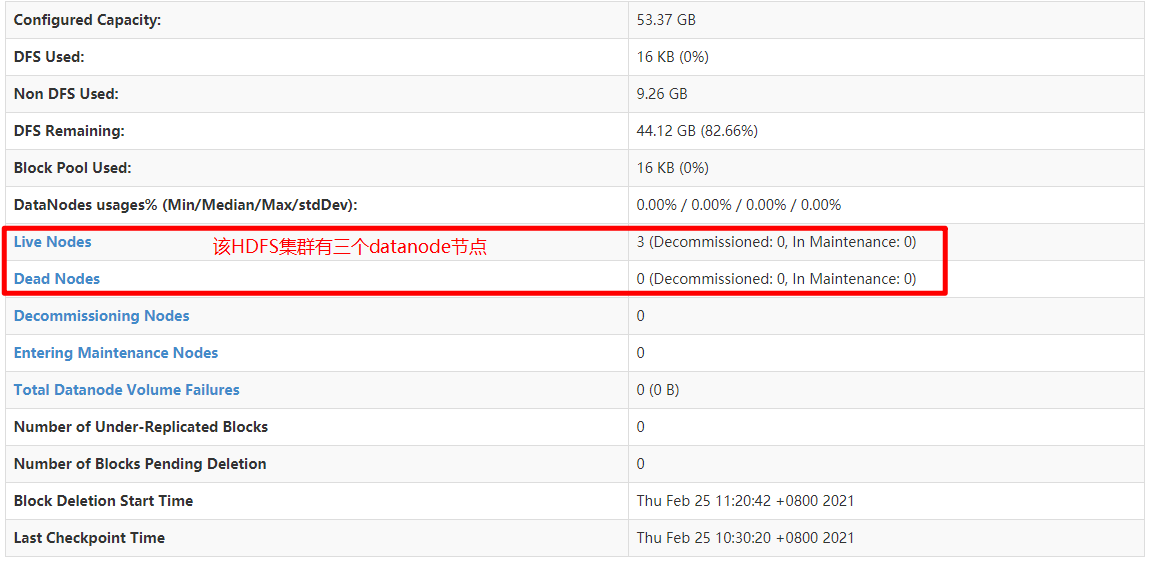 Configured Capacity: 53.37 GB
DFS Used: 16 KB (0%)
Non DFS Used: 9.26 GB
DFS Remaining: 44.12 GB (82.66%)
Block Pool Used: 16 KB (0%)
DataNodes usages% (Min/Median/Max/stdDev): 0.00% / 0.00% / 0.00% / 0.00%
Live Nodes 该HDFS集群有三个datanode节点 3 (Decommissioned: 0, In Maintenance: 0)
Dead Nodes 0 (Decommissioned: 0, In Maintenance: 0)
Decommissioning Nodes 0
Entering Maintenance Nodes 0
Total Datanode Volume Failures 0 (0 B)
Number of Under-Replicated Blocks 0
Number of Blocks Pending Deletion 0
Block Deletion Start Time Thu Feb 25 11:20:42 +0800 2021
Last Checkpoint Time Thu Feb 25 10:30:20 +0800 2021